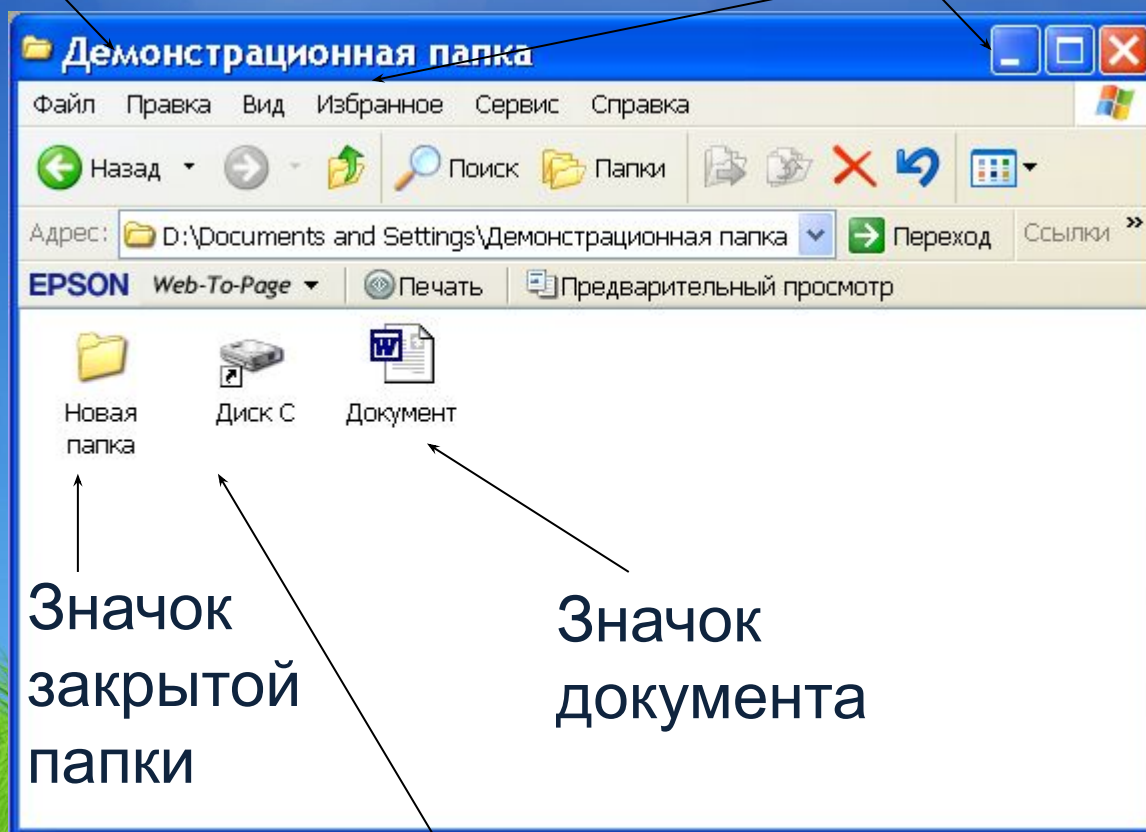 Демонстрационная папка
Файл Правка Вид Избранное Сервис Справка
Назад Поиск Папки
Адрес: D:\Documents and Settings\Демонстрационная папка Переход Ссылки »
EPSON Web-To-Page Печать Предварительный просмотр
Новая
папка
Диск С
Документ
Значок
закрытой
папки
Значок
документа